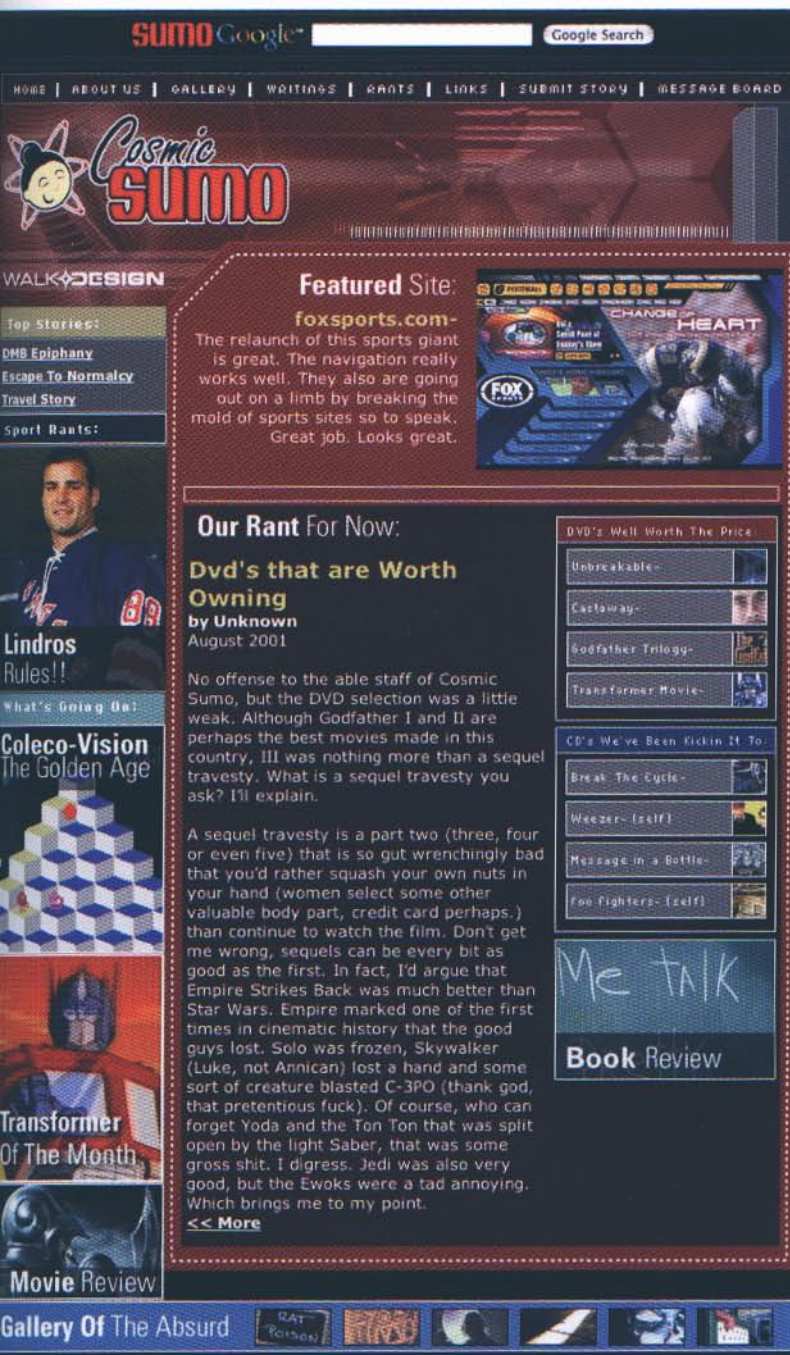 SUMO Google™ Google Search
HOME | ABOUT US | GALLERY | WRITINGS | RANTS | LINKS | SUBMIT STORY | MESSAGE BOARD
Cosmic
SUMO
WALK DESIGN
Top Stories:
DMB Epiphany
Escape To Normalcy
Travel Story
Sport Rants:
89
Lindros
Rules!!
What's Going On:
Coleco-Vision
The Golden Age
Transformer
Of The Month
Movie Review
Featured Site:
foxsports.com-
The relaunch of this sports giant
is great. The navigation really
works well. They also are going
out on a limb by breaking the
mold of sports sites so to speak.
Great job. Looks great.
FOOTBALL
CHANGE OF
HEART
FOX
SPORTS
Our Rant For Now:
Dvd's that are Worth
Owning
by Unknown
August 2001
No offense to the able staff of Cosmic
Sumo, but the DVD selection was a little
weak. Although Godfather I and II are
perhaps the best movies made in this
country, III was nothing more than a sequel
travesty. What is a sequel travesty you
ask? I'll explain.
A sequel travesty is a part two (three, four
or even five) that is so gut wrenchingly bad
that you'd rather squash your own nuts in
your hand (women select some other
valuable body part, credit card perhaps.)
than continue to watch the film. Don't get
me wrong, sequels can be every bit as
good as the first. In fact, I'd argue that
Empire Strikes Back was much better than
Star Wars. Empire marked one of the first
times in cinematic history that the good
guys lost. Solo was frozen, Skywalker
(Luke, not Annican) lost a hand and some
sort of creature blasted C-3PO (thank god,
that pretentious fuck). Of course, who can
forget Yoda and the Ton Ton that was split
open by the light Saber, that was some
gross shit. I digress. Jedi was also very
good, but the Ewoks were a tad annoying.
Which brings me to my point.
<< More
DVD's Well Worth The Price
Unbreakable-
Castaway-
Godfather Trilogy-
Transformer Movie-
CD's We've Been Kickin It To:
Break The Cycle-
Weezer- (self)
Message in a Bottle-
Foo Fighters- (self)
Me TAlK
Book Review
Gallery Of The Absurd
RAT
POISON